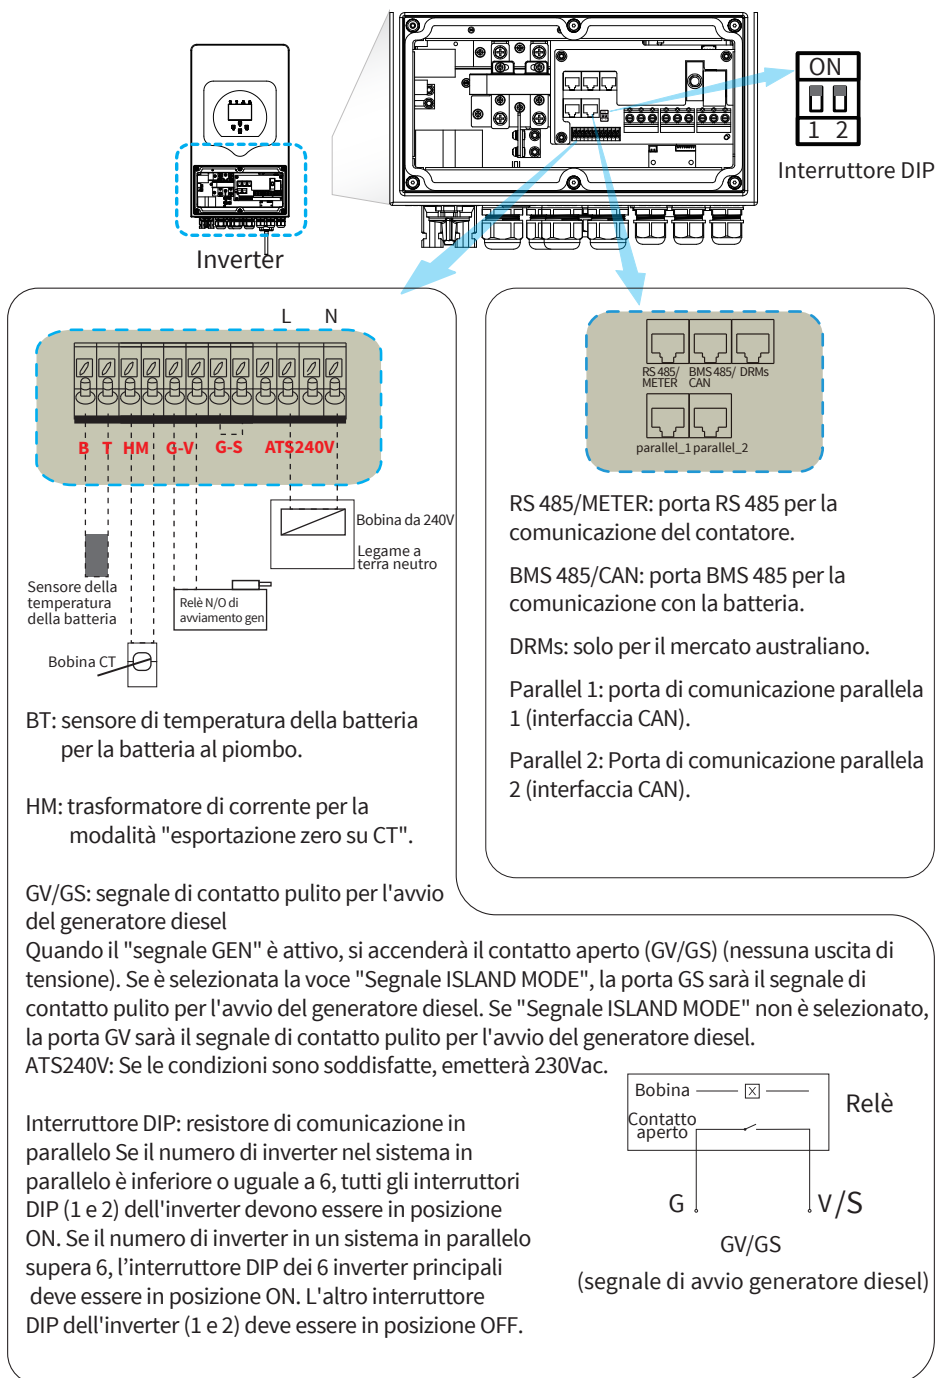 ON
1 2
Interruttore DIP
Inverter
L N
B T HM G-V G-S ATS240V
Bobina da 240V
Legame a
terra neutro
Sensore della
temperatura
della batteria
Relè N/O di
avviamento gen
Bobina CT
RS 485/
METER
BMS 485/
CAN
DRMs
parallel_1 parallel_2
RS 485/METER: porta RS 485 per la
comunicazione del contatore.
BMS 485/CAN: porta BMS 485 per la
comunicazione con la batteria.
DRMs: solo per il mercato australiano.
Parallel 1: porta di comunicazione parallela
1 (interfaccia CAN).
Parallel 2: Porta di comunicazione parallela
2 (interfaccia CAN).
BT: sensore di temperatura della batteria
per la batteria al piombo.
HM: trasformatore di corrente per la
modalità "esportazione zero su CT".
GV/GS: segnale di contatto pulito per l'avvio
del generatore diesel
Quando il "segnale GEN" è attivo, si accenderà il contatto aperto (GV/GS) (nessuna uscita di
tensione). Se è selezionata la voce "Segnale ISLAND MODE", la porta GS sarà il segnale di
contatto pulito per l'avvio del generatore diesel. Se "Segnale ISLAND MODE" non è selezionato,
la porta GV sarà il segnale di contatto pulito per l'avvio del generatore diesel.
ATS240V: Se le condizioni sono soddisfatte, emetterà 230Vac.
Interruttore DIP: resistore di comunicazione in
parallelo Se il numero di inverter nel sistema in
parallelo è inferiore o uguale a 6, tutti gli interruttori
DIP (1 e 2) dell'inverter devono essere in posizione
ON. Se il numero di inverter in un sistema in parallelo
supera 6, l’interruttore DIP dei 6 inverter principali
deve essere in posizione ON. L'altro interruttore
DIP dell'inverter (1 e 2) deve essere in posizione OFF.
Bobina
Contatto
aperto
Relè
G V/S
GV/GS
(segnale di avvio generatore diesel)